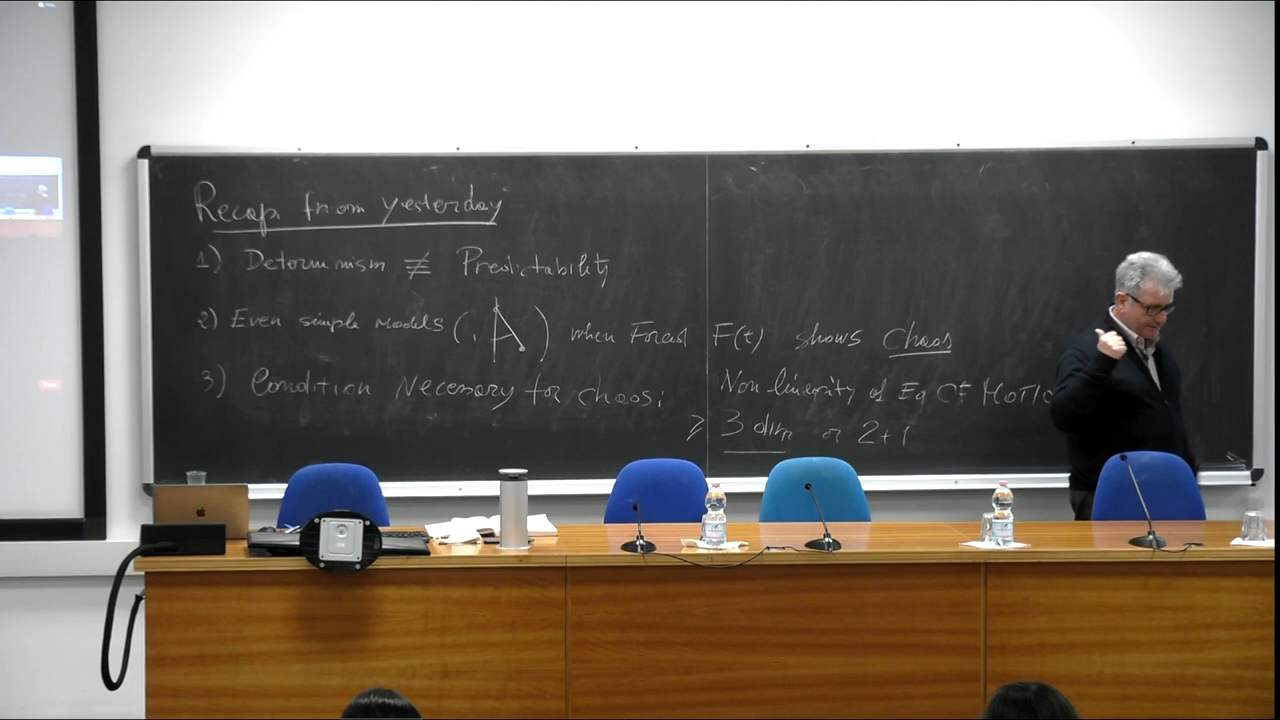 Recap from yesterday
1) Determinism ≢ Predictability
2) Even simple models ( , ) when Forced F(t) shows chaos
3) Condition Necessary for chaos; Non linearity of Eq Of MOTIO
≥ 3 dim or 2+1